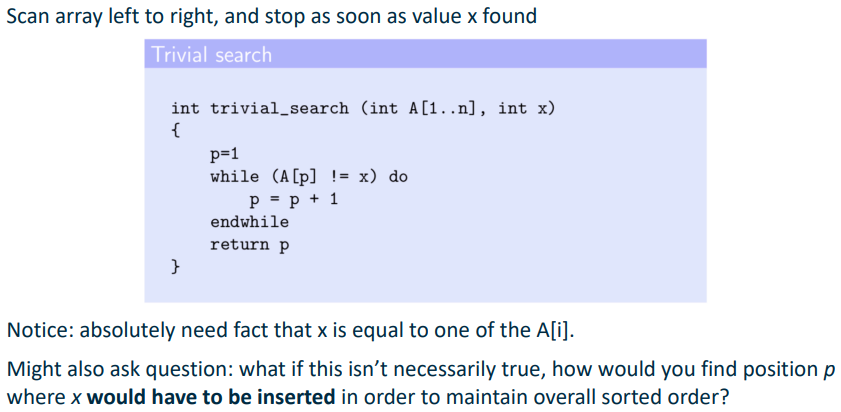 Scan array left to right, and stop as soon as value x found
Trivial search
int trivial_search (int A[1..n], int x)
{
p=1
while (A[p] != x) do
p = p + 1
endwhile
return p
}
Notice: absolutely need fact that x is equal to one of the A[i].
Might also ask question: what if this isn’t necessarily true, how would you find position p
where x would have to be inserted in order to maintain overall sorted order?